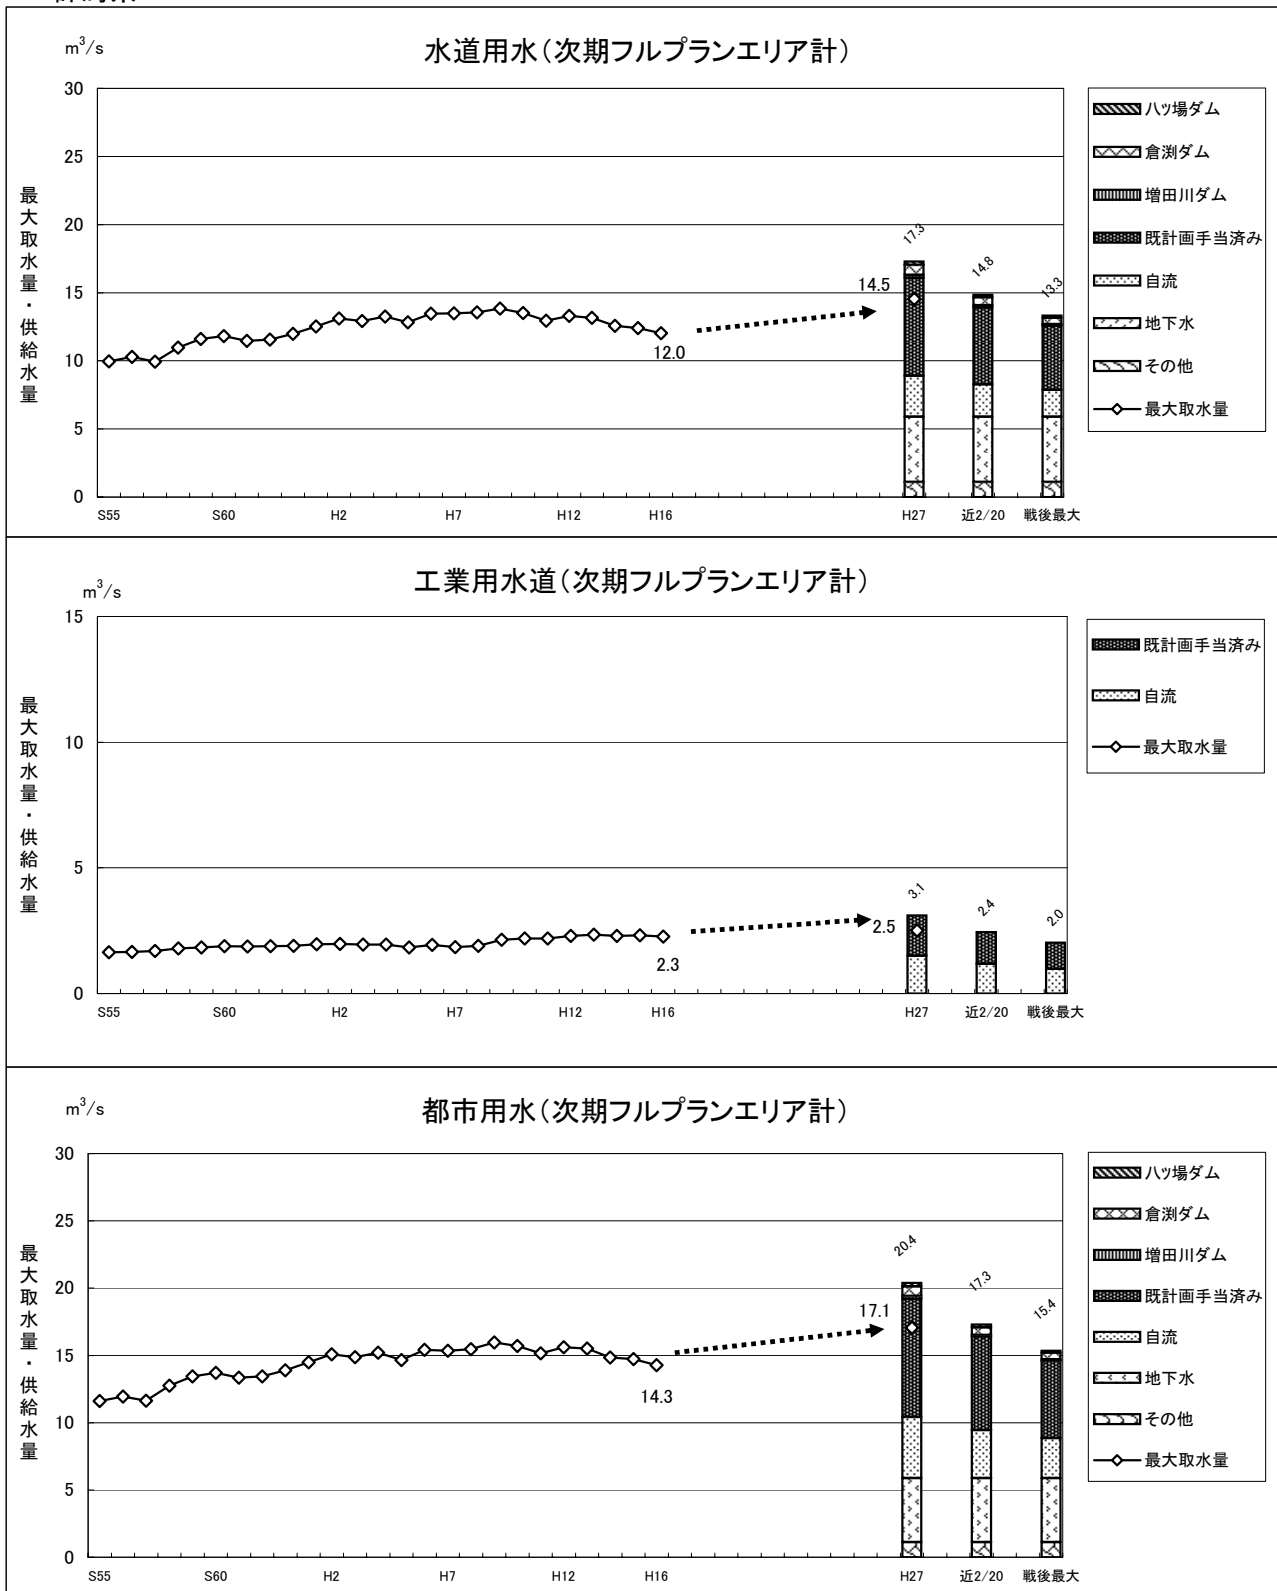 m³/s
水道用水（次期フルプランエリア計）
最大取水量・供給水量
30
25
20
15
10
5
0
S55 S60 H2 H7 H12 H16 H27 近2/20 戦後最大
12.0
14.5
17.3
14.8
13.3
八ッ場ダム
倉渕ダム
増田川ダム
既計画手当済み
自流
地下水
その他
最大取水量
m³/s
工業用水道（次期フルプランエリア計）
最大取水量・供給水量
15
10
5
0
S55 S60 H2 H7 H12 H16 H27 近2/20 戦後最大
2.3
2.5
3.1
2.4
2.0
既計画手当済み
自流
最大取水量
m³/s
都市用水（次期フルプランエリア計）
最大取水量・供給水量
30
25
20
15
10
5
0
S55 S60 H2 H7 H12 H16 H27 近2/20 戦後最大
14.3
17.1
20.4
17.3
15.4
八ッ場ダム
倉渕ダム
増田川ダム
既計画手当済み
自流
地下水
その他
最大取水量